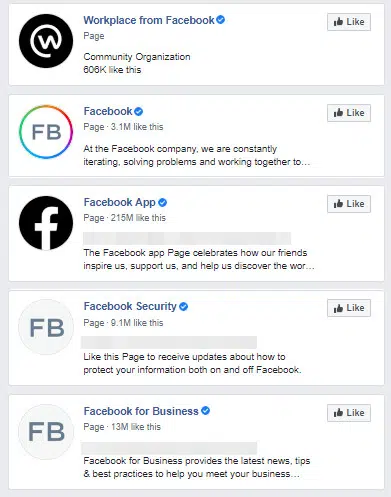 Workplace from Facebook
Like
Page
Community Organization
606K like this
Facebook
Like
FB
Page · 3.1M like this
At the Facebook company, we are constantly
iterating, solving problems and working together to...
Facebook App
Like
Page · 215M like this
The Facebook app Page celebrates how our friends
inspire us, support us, and help us discover the wor...
Facebook Security
Like
FB
Page · 9.1M like this
Like this Page to receive updates about how to
protect your information both on and off Facebook.
Facebook for Business
Like
FB
Page · 13M like this
Facebook for Business provides the latest news, tips
& best practices to help you meet your business...